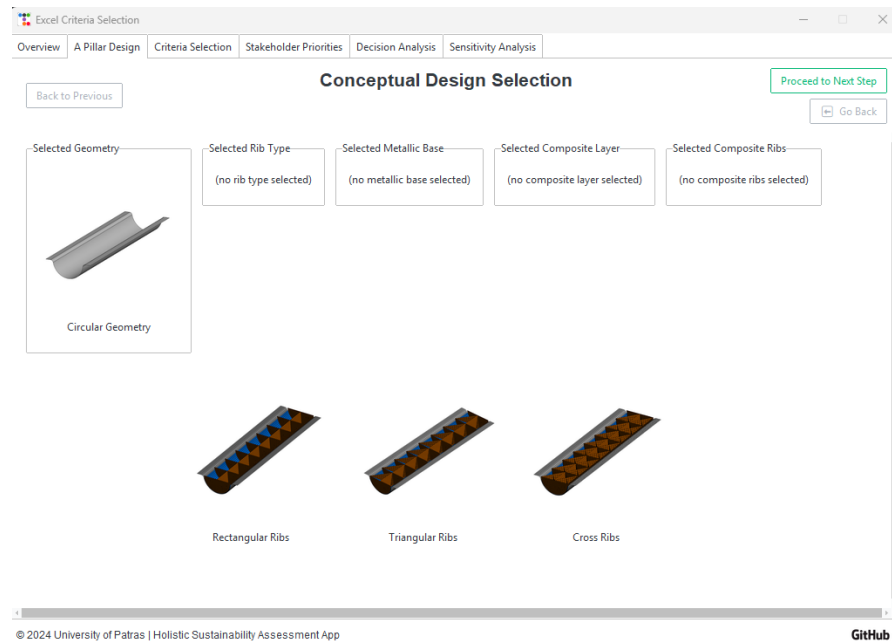 Excel Criteria Selection
Overview A Pillar Design Criteria Selection Stakeholder Priorities Decision Analysis Sensitivity Analysis
Back to Previous
Conceptual Design Selection
Proceed to Next Step
Go Back
Selected Geometry Selected Rib Type Selected Metallic Base Selected Composite Layer Selected Composite Ribs
(no rib type selected) (no metallic base selected) (no composite layer selected) (no composite ribs selected)
Circular Geometry
Rectangular Ribs Triangular Ribs Cross Ribs
© 2024 University of Patras | Holistic Sustainability Assessment App GitHub